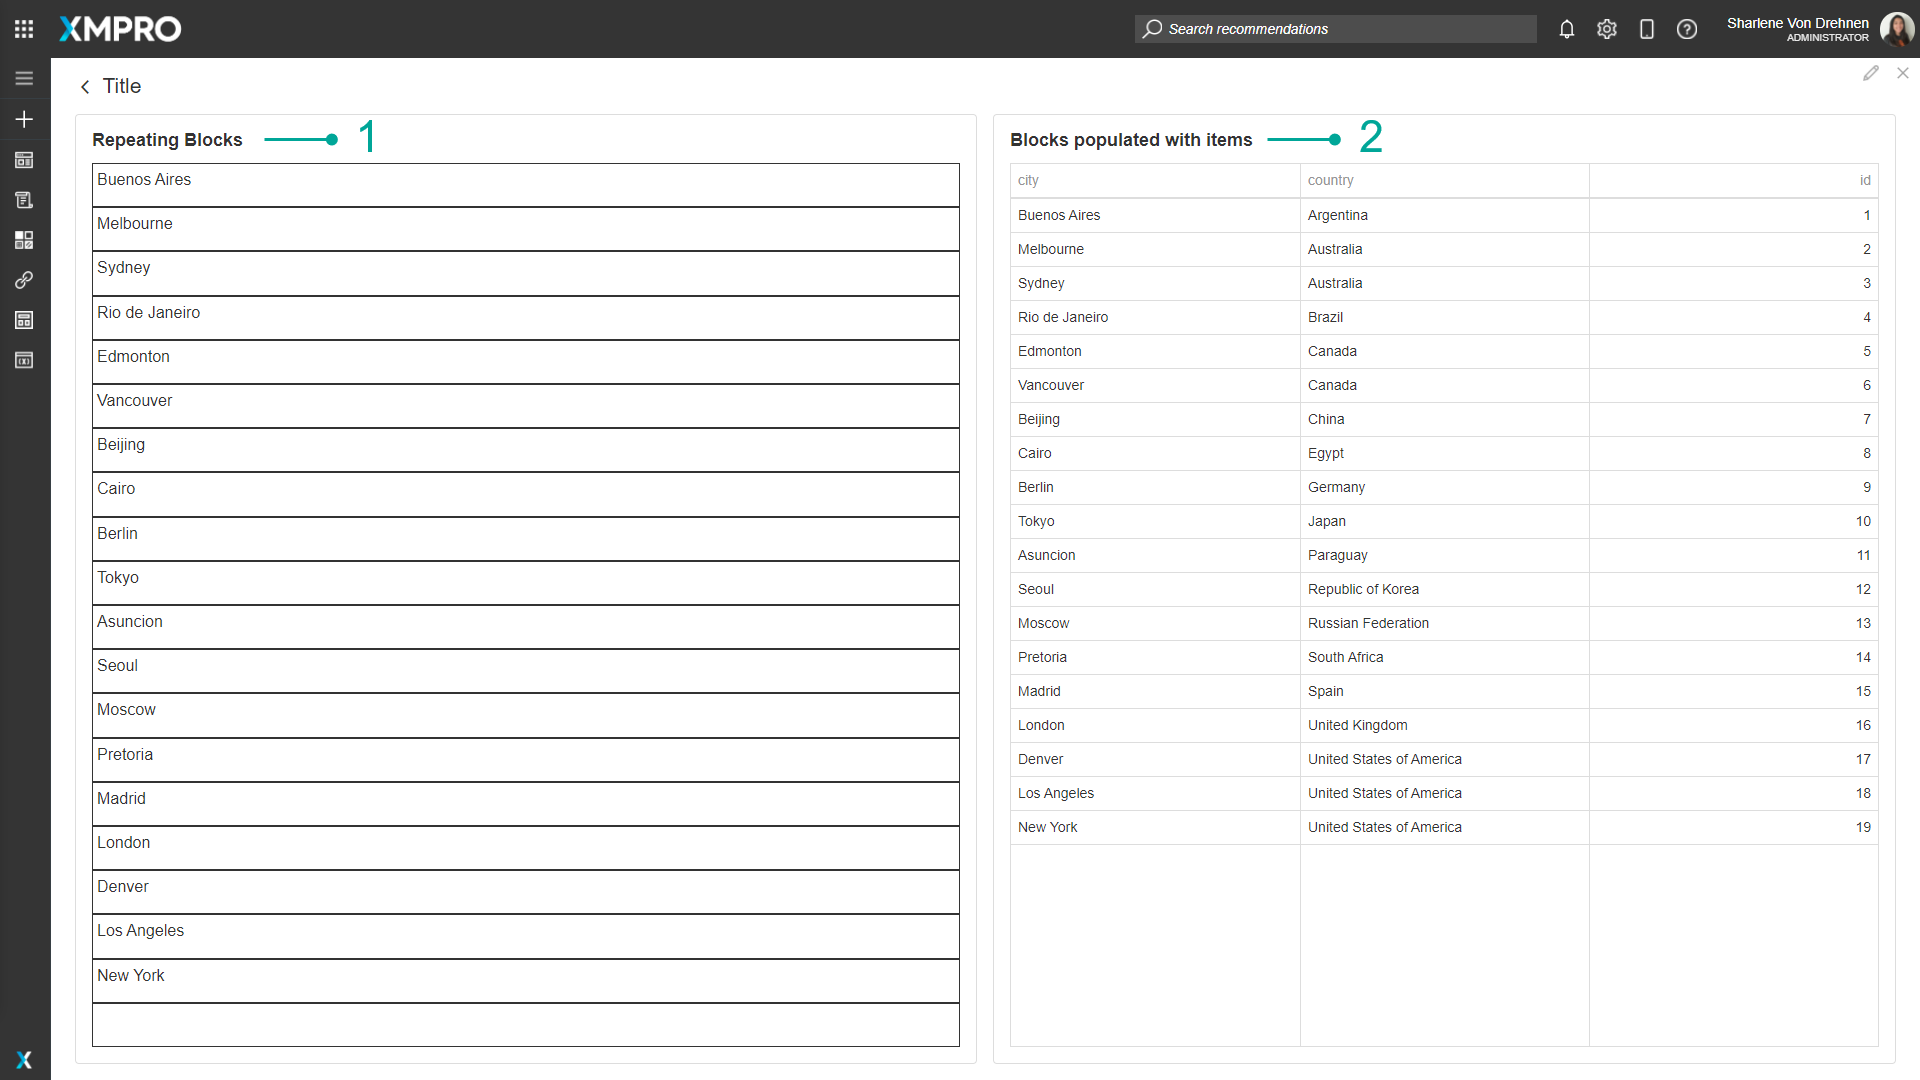 XMPRO
Search recommendations
Sharlene Von Drehnen
ADMINISTRATOR
Title
Repeating Blocks 1
Buenos Aires
Melbourne
Sydney
Rio de Janeiro
Edmonton
Vancouver
Beijing
Cairo
Berlin
Tokyo
Asuncion
Seoul
Moscow
Pretoria
Madrid
London
Denver
Los Angeles
New York
Blocks populated with items 2
city country id
Buenos Aires Argentina 1
Melbourne Australia 2
Sydney Australia 3
Rio de Janeiro Brazil 4
Edmonton Canada 5
Vancouver Canada 6
Beijing China 7
Cairo Egypt 8
Berlin Germany 9
Tokyo Japan 10
Asuncion Paraguay 11
Seoul Republic of Korea 12
Moscow Russian Federation 13
Pretoria South Africa 14
Madrid Spain 15
London United Kingdom 16
Denver United States of America 17
Los Angeles United States of America 18
New York United States of America 19
X